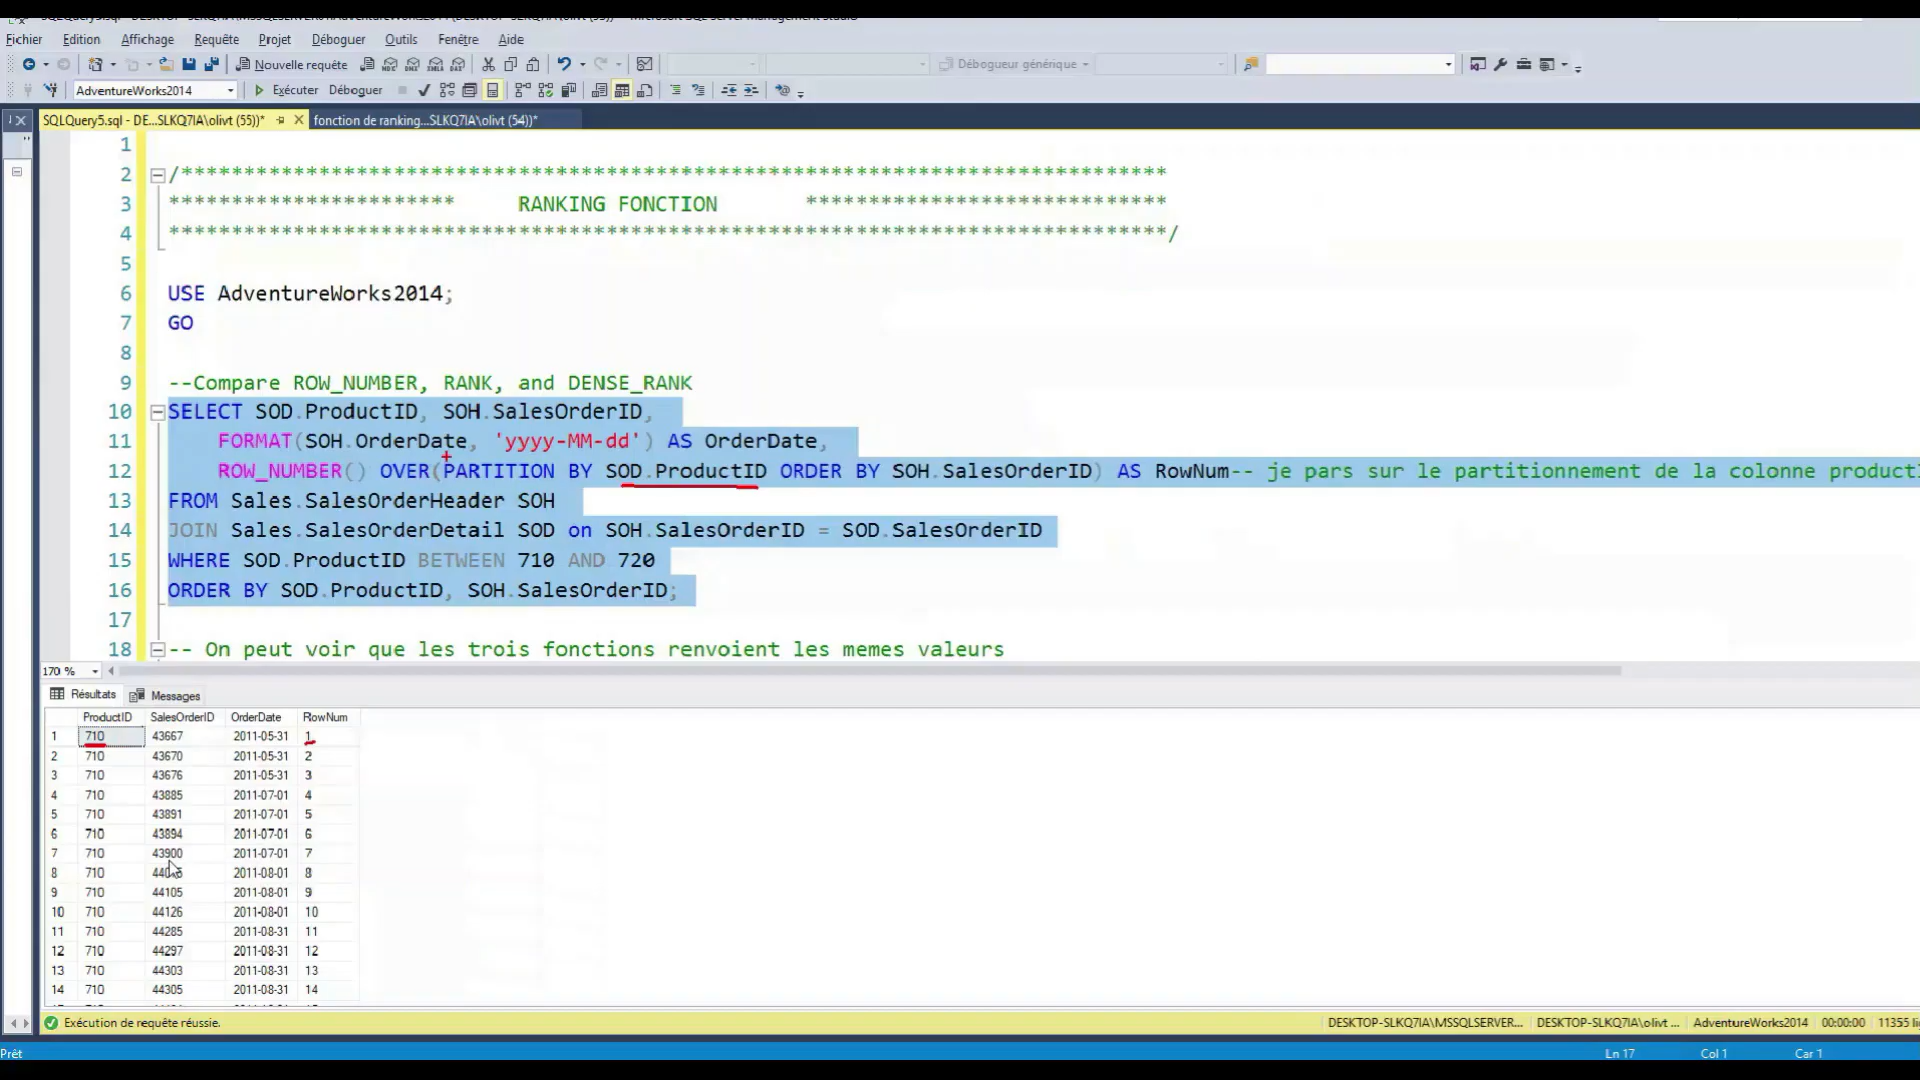 Fichier Edition Affichage Requête Projet Déboguer Outils Fenêtre Aide
Nouvelle requête Débogueur générique
AdventureWorks2014 Exécuter Déboguer
SQLQuery5.sql - DE...SLKQ7IA\olivt (55))* fonction de ranking...SLKQ7IA\olivt (54))*
1
2 /*******************************************************************************
3 *********************** RANKING FONCTION *****************************
4 ********************************************************************************/
5
6 USE AdventureWorks2014;
7 GO
8
9 --Compare ROW_NUMBER, RANK, and DENSE_RANK
10 SELECT SOD.ProductID, SOH.SalesOrderID,
11 FORMAT(SOH.OrderDate, 'yyyy-MM-dd') AS OrderDate,
12 ROW_NUMBER() OVER(PARTITION BY SOD.ProductID ORDER BY SOH.SalesOrderID) AS RowNum-- je pars sur le partitionnement de la colonne product
13 FROM Sales.SalesOrderHeader SOH
14 JOIN Sales.SalesOrderDetail SOD on SOH.SalesOrderID = SOD.SalesOrderID
15 WHERE SOD.ProductID BETWEEN 710 AND 720
16 ORDER BY SOD.ProductID, SOH.SalesOrderID;
17
18 -- On peut voir que les trois fonctions renvoient les memes valeurs
170 %
Résultats Messages
ProductID SalesOrderID OrderDate RowNum
1 710 43667 2011-05-31 1
2 710 43670 2011-05-31 2
3 710 43676 2011-05-31 3
4 710 43885 2011-07-01 4
5 710 43891 2011-07-01 5
6 710 43894 2011-07-01 6
7 710 43900 2011-07-01 7
8 710 2011-08-01 8
9 710 44105 2011-08-01 9
10 710 44126 2011-08-01 10
11 710 44285 2011-08-31 11
12 710 44297 2011-08-31 12
13 710 44303 2011-08-31 13
14 710 44305 2011-08-31 14
Exécution de requête réussie. DESKTOP-SLKQ7IA\MSSQLSERVER... DESKTOP-SLKQ7IA\olivt ... AdventureWorks2014 00:00:00 11355
Prêt Ln 17 Col 1 Car 1